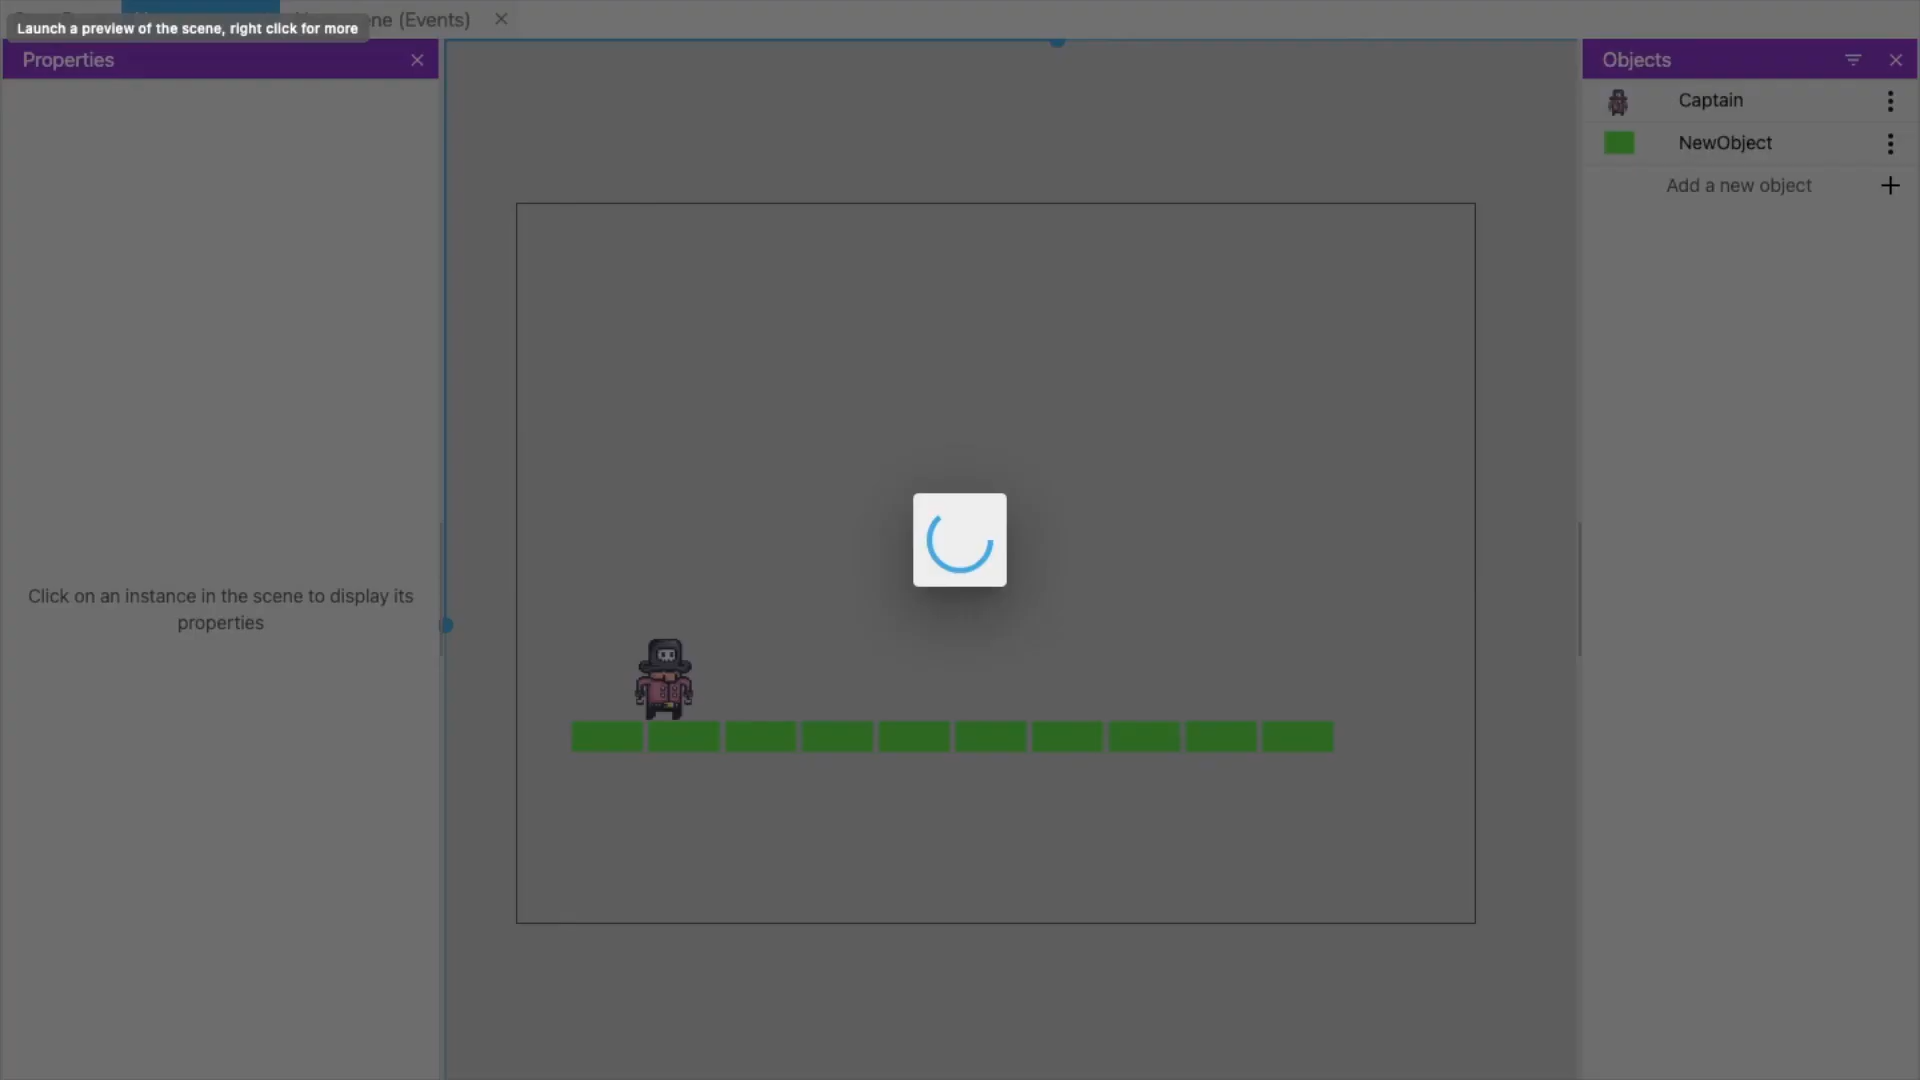 ene (Events)
Launch a preview of the scene, right click for more
Properties
Click on an instance in the scene to display its
properties
Objects
Captain
NewObject
Add a new object